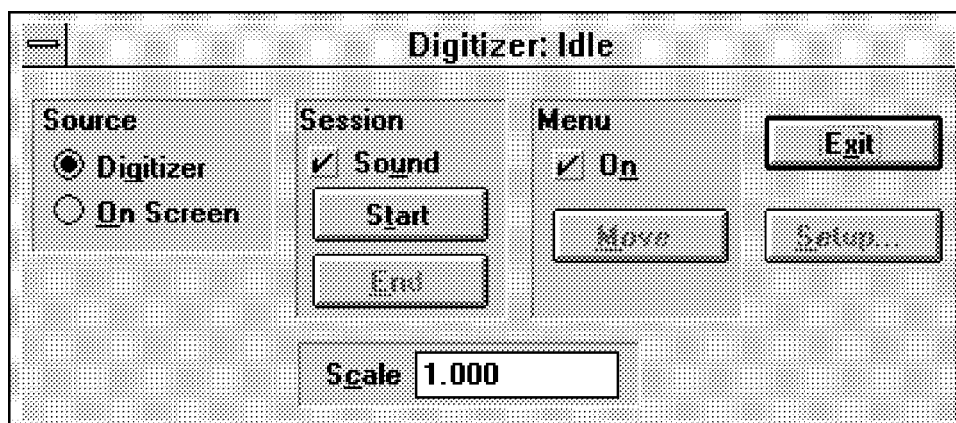 Digitizer: Idle
Source
Digitizer
On Screen
Session
Sound
Start
End
Menu
On
Move
Exit
Setup...
Scale 1.000